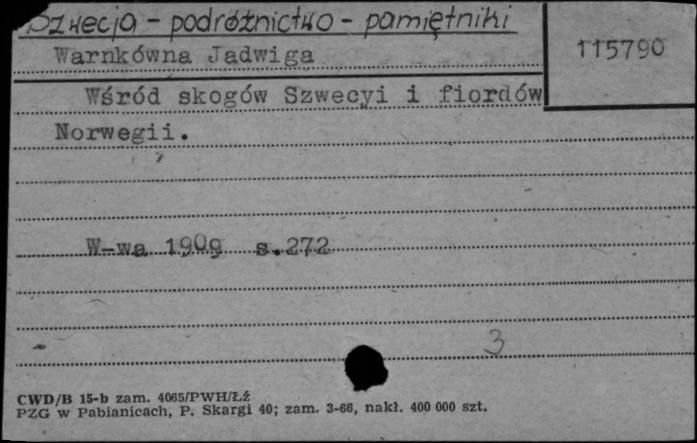 Szwecja - podróżnictwo - pamiętniki
Warnkówna Jadwiga
115790
Wśród skogów Szwecyi i fiordów
Norwegii.
W-wa 1909 s.272
3
CWD/B 15-b zam. 4065/PWH/Łź
PZG w Pabianicach, P. Skargi 40; zam. 3-66, nakł. 400 000 szt.